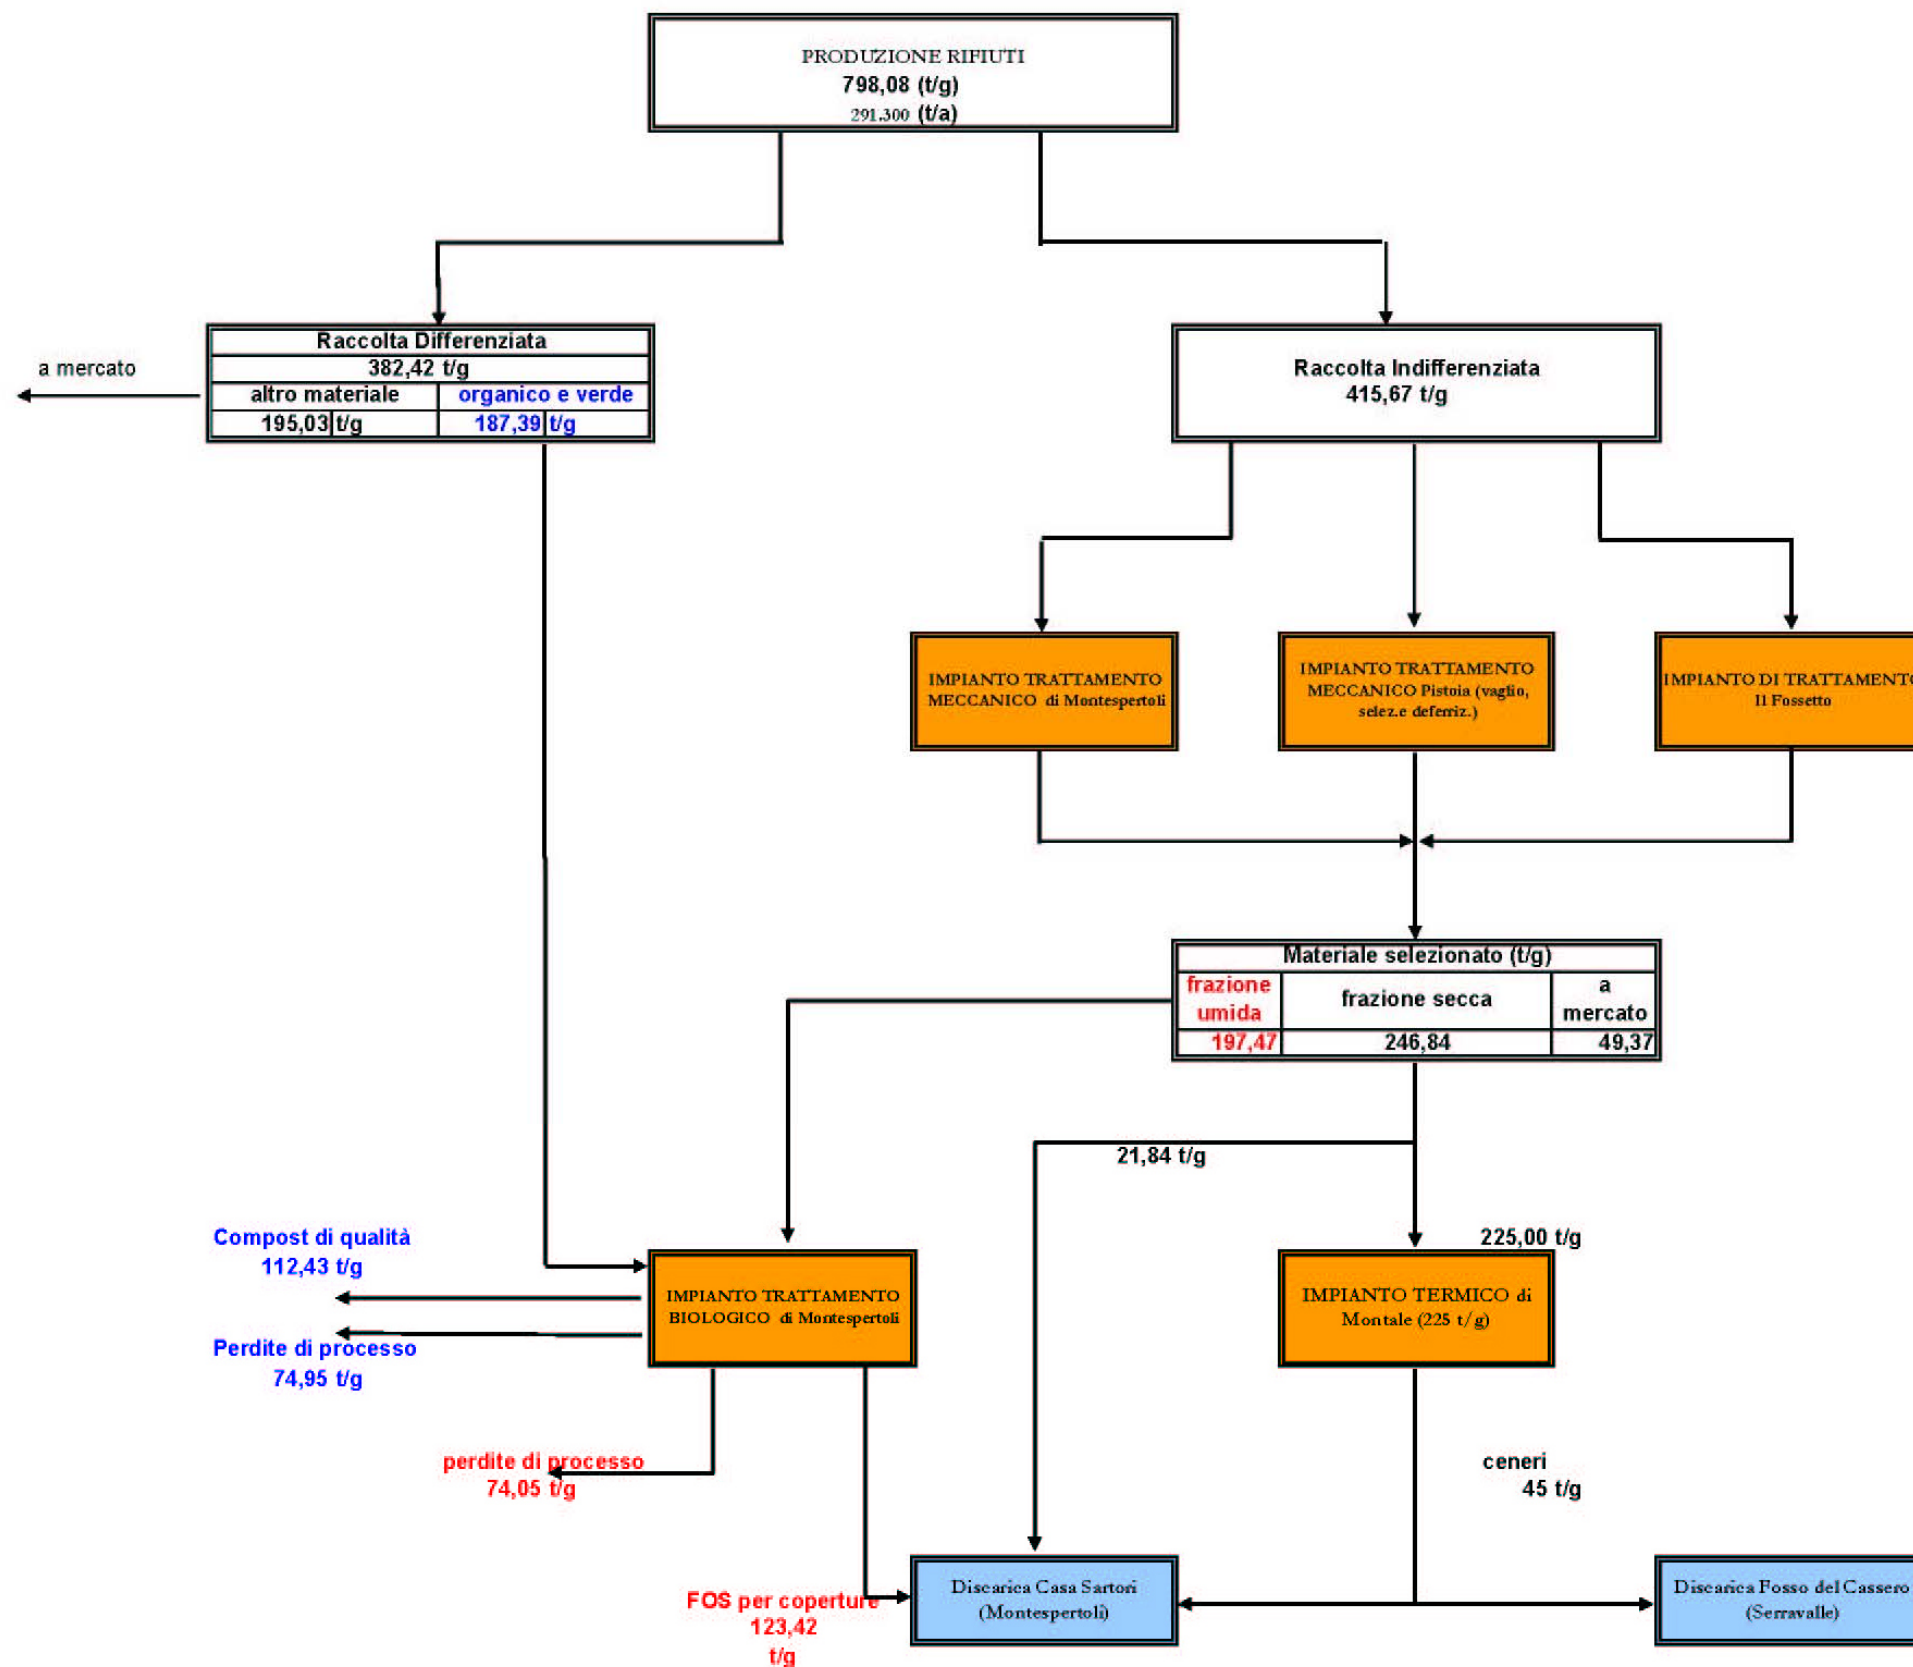 PRODUZIONE RIFIUTI
798,08 (t/g)
291.300 (t/a)
a mercato
Raccolta Differenziata
382,42 t/g
altro materiale organico e verde
195,03 t/g 187,39 t/g
Raccolta Indifferenziata
415,67 t/g
IMPIANTO TRATTAMENTO
MECCANICO di Montespertoli
IMPIANTO TRATTAMENTO
MECCANICO Pistoia (vaglio,
selez.e deferriz.)
IMPIANTO DI TRATTAMENTO
Il Fossetto
Materiale selezionato (t/g)
frazione
umida
frazione secca
a
mercato
197,47 246,84 49,37
21,84 t/g
225,00 t/g
Compost di qualità
112,43 t/g
Perdite di processo
74,95 t/g
IMPIANTO TRATTAMENTO
BIOLOGICO di Montespertoli
IMPIANTO TERMICO di
Montale (225 t/g)
perdite di processo
74,05 t/g
ceneri
45 t/g
FOS per coperture
123,42
t/g
Discarica Casa Sartori
(Montespertoli)
Discarica Fosso del Cassero
(Serravalle)